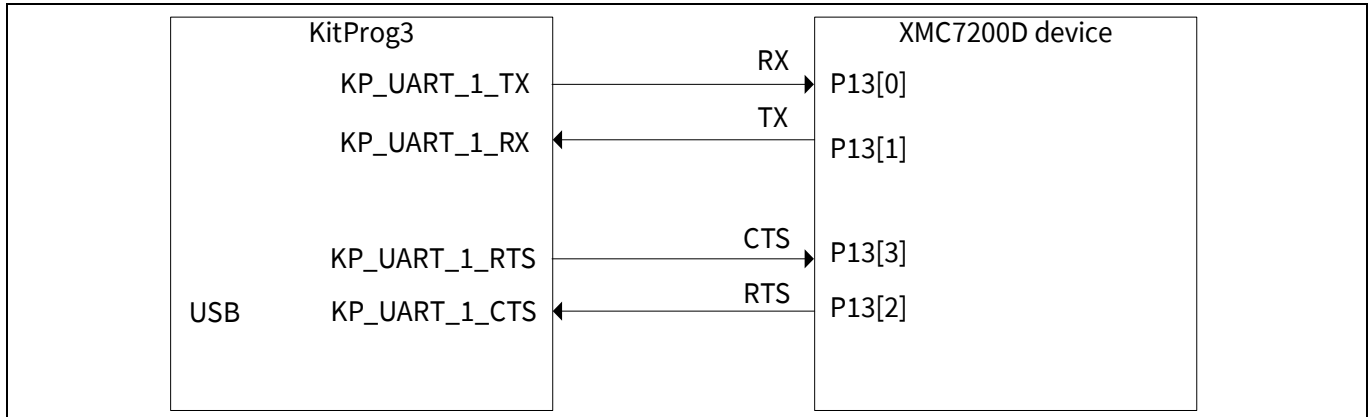 KitProg3
XMC7200D device
KP_UART_1_TX
RX
P13[0]
KP_UART_1_RX
TX
P13[1]
KP_UART_1_RTS
CTS
P13[3]
USB
KP_UART_1_CTS
RTS
P13[2]